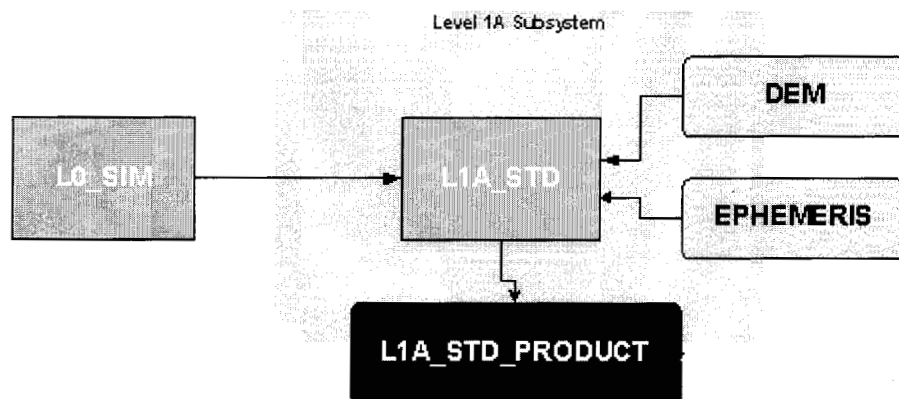 Level 1A Subsystem
DEM
L0_SIM
L1A_STD
EPHEMERIS
L1A_STD_PRODUCT